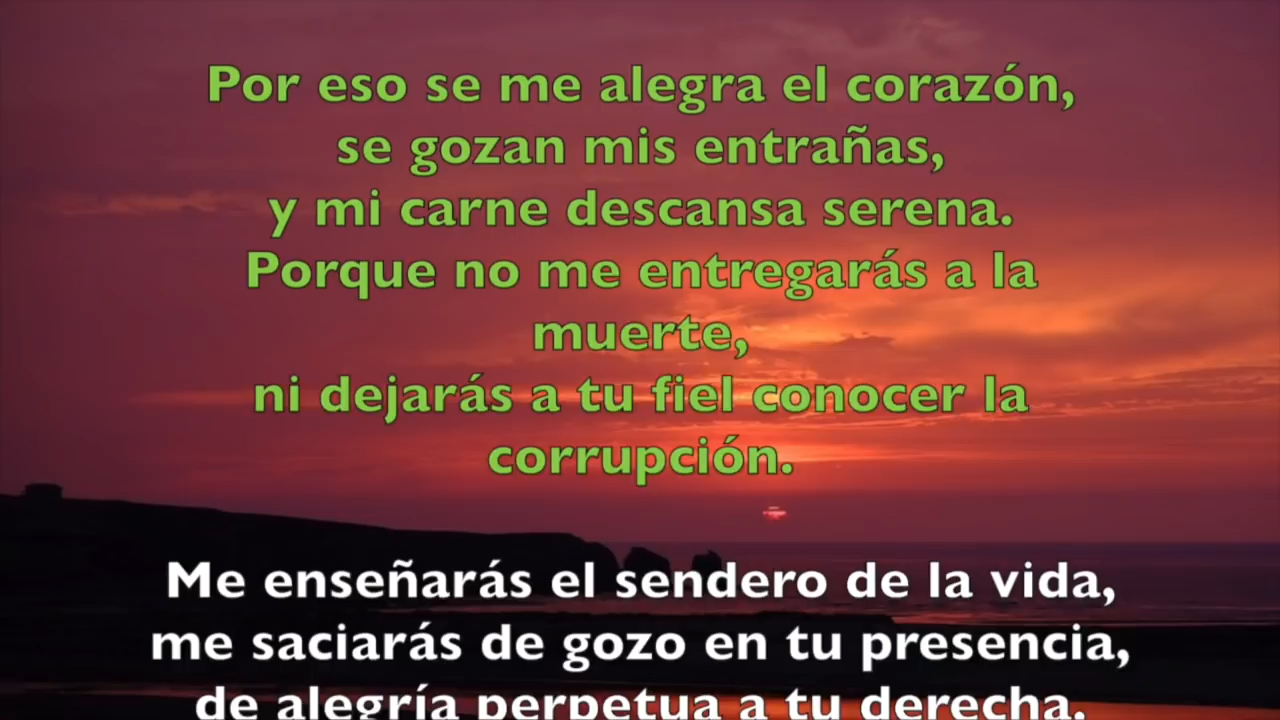 Por eso se me alegra el corazón,
se gozan mis entrañas,
y mi carne descansa serena.
Porque no me entregarás a la
muerte,
ni dejarás a tu fiel conocer la
corrupción.
Me enseñarás el sendero de la vida,
me saciarás de gozo en tu presencia,
de alegría perpetua a tu derecha.